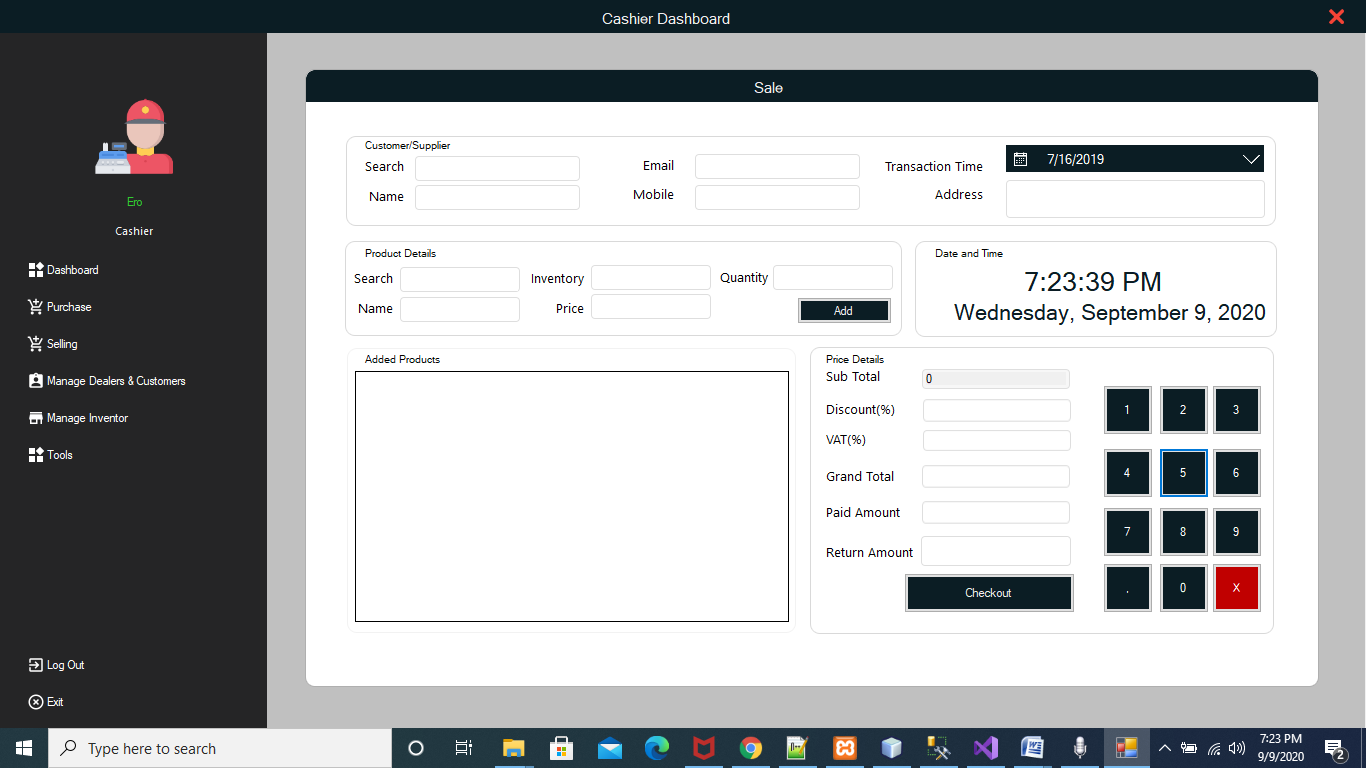 Cashier Dashboard
Ero
Cashier
Dashboard
Purchase
Selling
Manage Dealers & Customers
Manage Inventor
Tools
Log Out
Exit
Sale
Customer/Supplier
Search
Email
Transaction Time
7/16/2019
Name
Mobile
Address
Product Details
Search
Inventory
Quantity
Name
Price
Add
Date and Time
7:23:39 PM
Wednesday, September 9, 2020
Added Products
Price Details
Sub Total
0
Discount(%)
VAT(%)
Grand Total
Paid Amount
Return Amount
Checkout
1 2 3
4 5 6
7 8 9
. 0 X
Type here to search
7:23 PM
9/9/2020
2